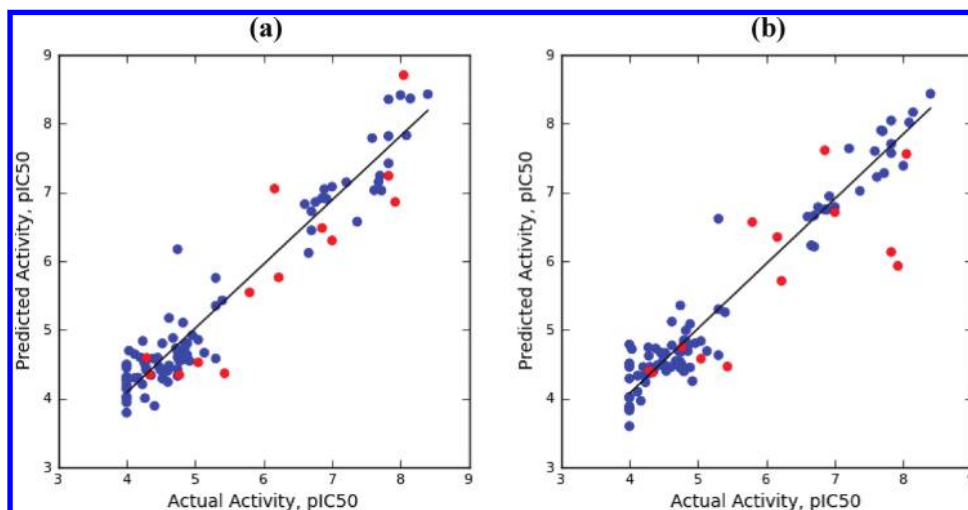 (a) (b)
9 9
8 8
7 7
6 6
5 5
4 4
3 3
3 4 5 6 7 8 9 3 4 5 6 7 8 9
Predicted Activity, pIC50 Predicted Activity, pIC50
Actual Activity, pIC50 Actual Activity, pIC50